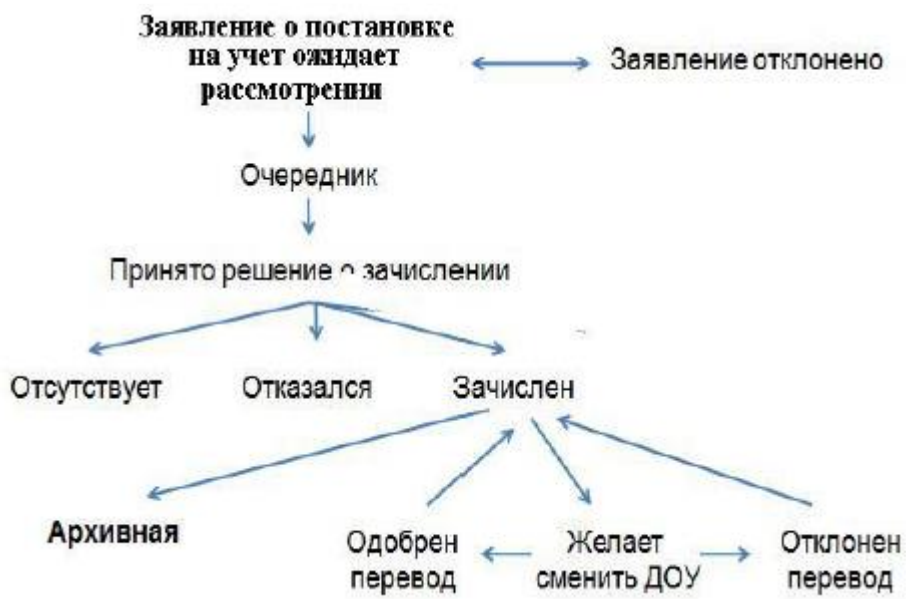 Заявление о постановке
на учет ожидает
рассмотрения
Заявление отклонено
Очередник
Принято решение о зачислении
Отсутствует
Отказался
Зачислен
Архивная
Одобрен
перевод
Желает
сменить ДОУ
Отклонен
перевод